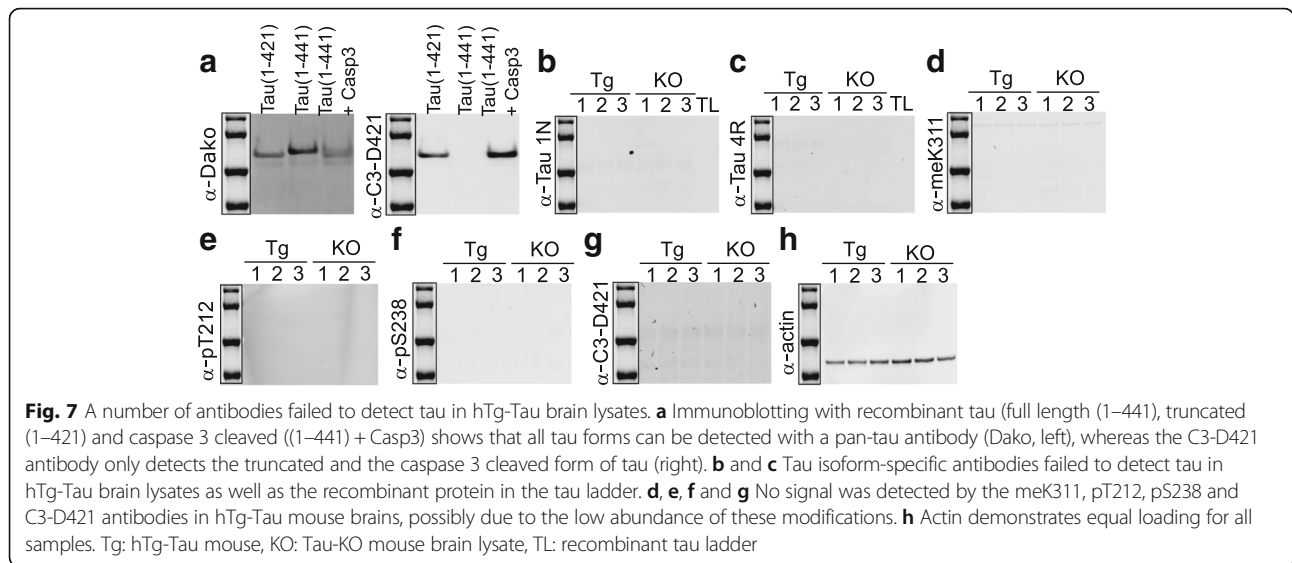 a
Tau(1-421)
Tau(1-441)
Tau(1-441)
+ Casp3
α-Dako
Tau(1-421)
Tau(1-441)
Tau(1-441)
+ Casp3
α-C3-D421
b
Tg KO
1 2 3 1 2 3 TL
α-Tau 1N
c
Tg KO
1 2 3 1 2 3 TL
α-Tau 4R
d
Tg KO
1 2 3 1 2 3
α-meK311
e
Tg KO
1 2 3 1 2 3
α-pT212
f
Tg KO
1 2 3 1 2 3
α-pS238
g
Tg KO
1 2 3 1 2 3
α-C3-D421
h
Tg KO
1 2 3 1 2 3
α-actin
Fig. 7 A number of antibodies failed to detect tau in hTg-Tau brain lysates. a Immunoblotting with recombinant tau (full length (1–441), truncated
(1–421) and caspase 3 cleaved ((1–441) + Casp3) shows that all tau forms can be detected with a pan-tau antibody (Dako, left), whereas the C3-D421
antibody only detects the truncated and the caspase 3 cleaved form of tau (right). b and c Tau isoform-specific antibodies failed to detect tau in
hTg-Tau brain lysates as well as the recombinant protein in the tau ladder. d, e, f and g No signal was detected by the meK311, pT212, pS238 and
C3-D421 antibodies in hTg-Tau mouse brains, possibly due to the low abundance of these modifications. h Actin demonstrates equal loading for all
samples. Tg: hTg-Tau mouse, KO: Tau-KO mouse brain lysate, TL: recombinant tau ladder